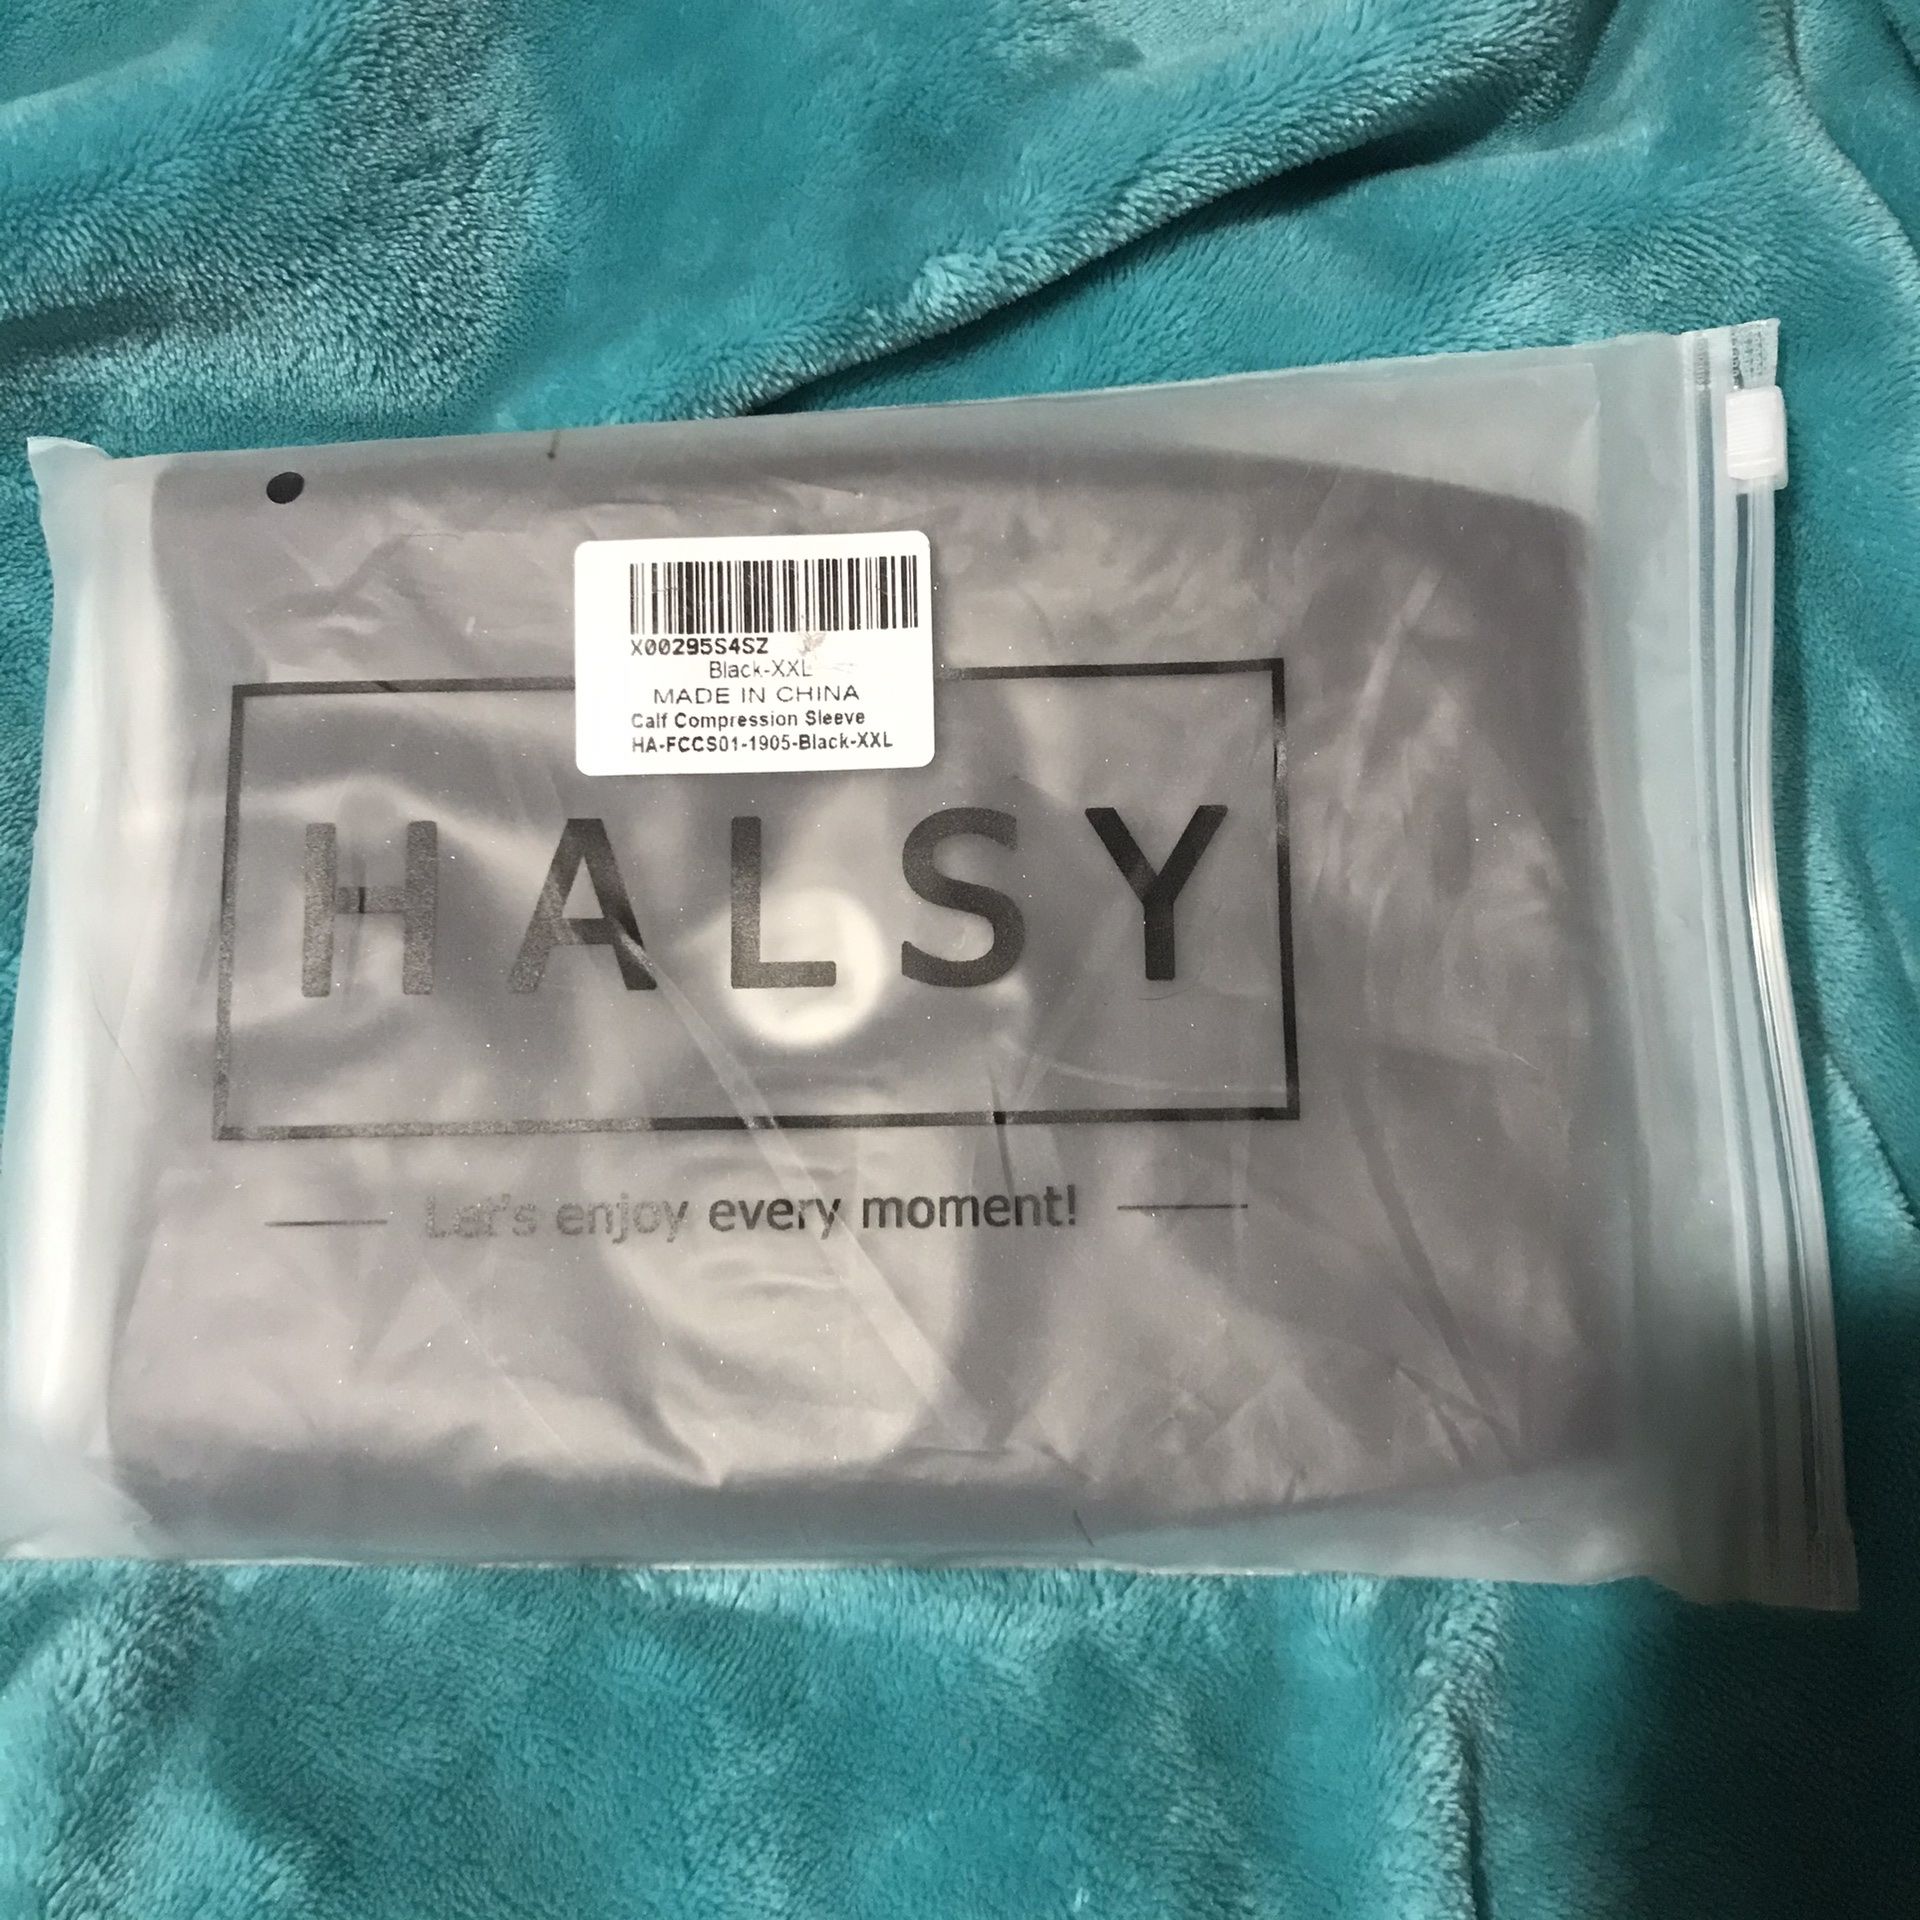 X00295S4SZ
Black-XXL
MADE IN CHINA
Calf Compression Sleeve
HA-FCCS01-1905-Black-XXL
HALSY
Let's enjoy every moment!